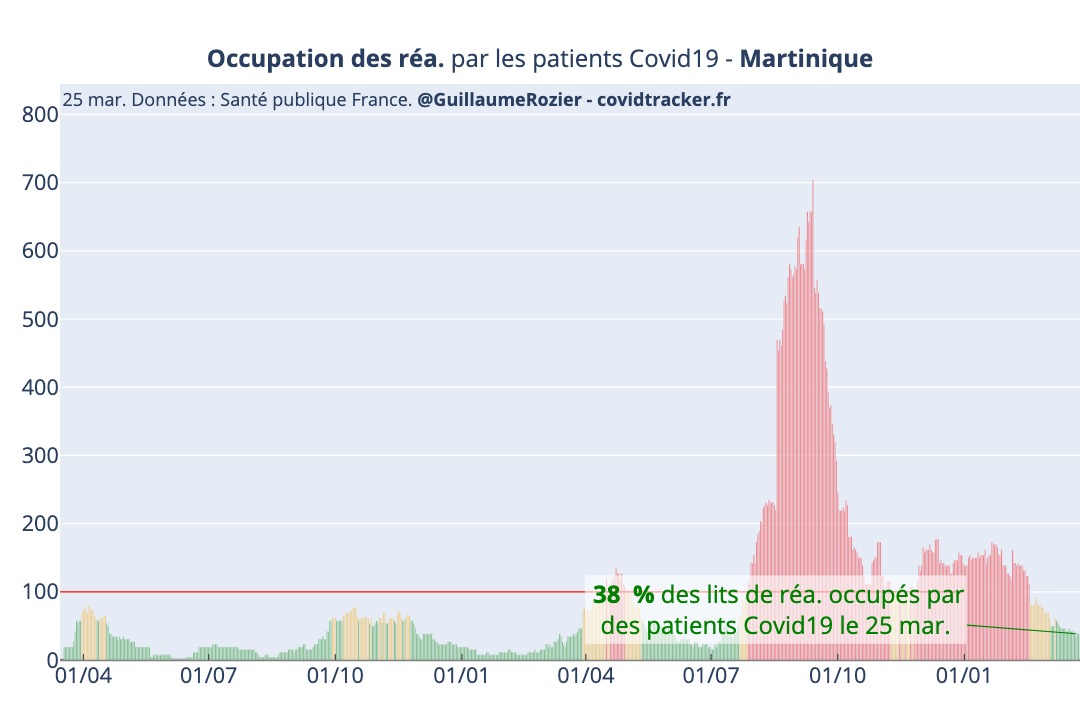 Occupation des réa. par les patients Covid19 - Martinique
25 mar. Données : Santé publique France. @GuillaumeRozier - covidtracker.fr
800
700
600
500
400
300
200
100
0
38 % des lits de réa. occupés par
des patients Covid19 le 25 mar.
01/04 01/07 01/10 01/01 01/04 01/07 01/10 01/01